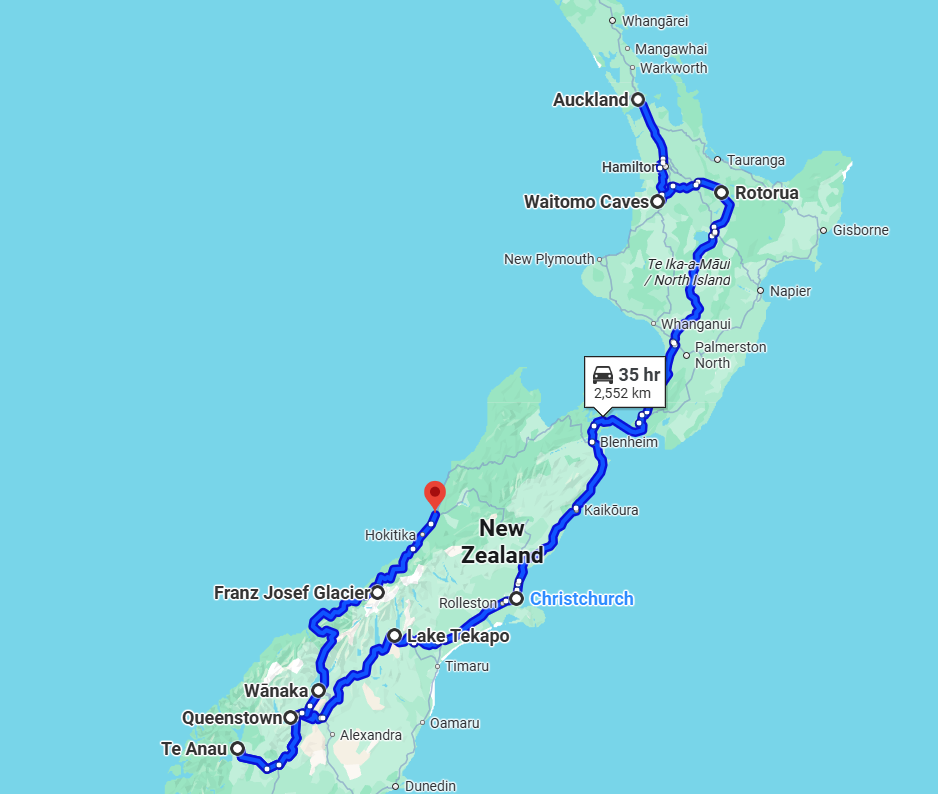 Whangārei
Mangawhai
Warkworth
Auckland
Tauranga
Hamilton
Rotorua
Waitomo Caves
Gisborne
New Plymouth
Te Ika-a-Māui
/ North Island
Napier
Whanganui
Palmerston
North
35 hr
2,552 km
Blenheim
Kaikōura
New
Zealand
Hokitika
Franz Josef Glacier
Rolleston
Christchurch
Lake Tekapo
Timaru
Wānaka
Queenstown
Oamaru
Alexandra
Te Anau
Dunedin